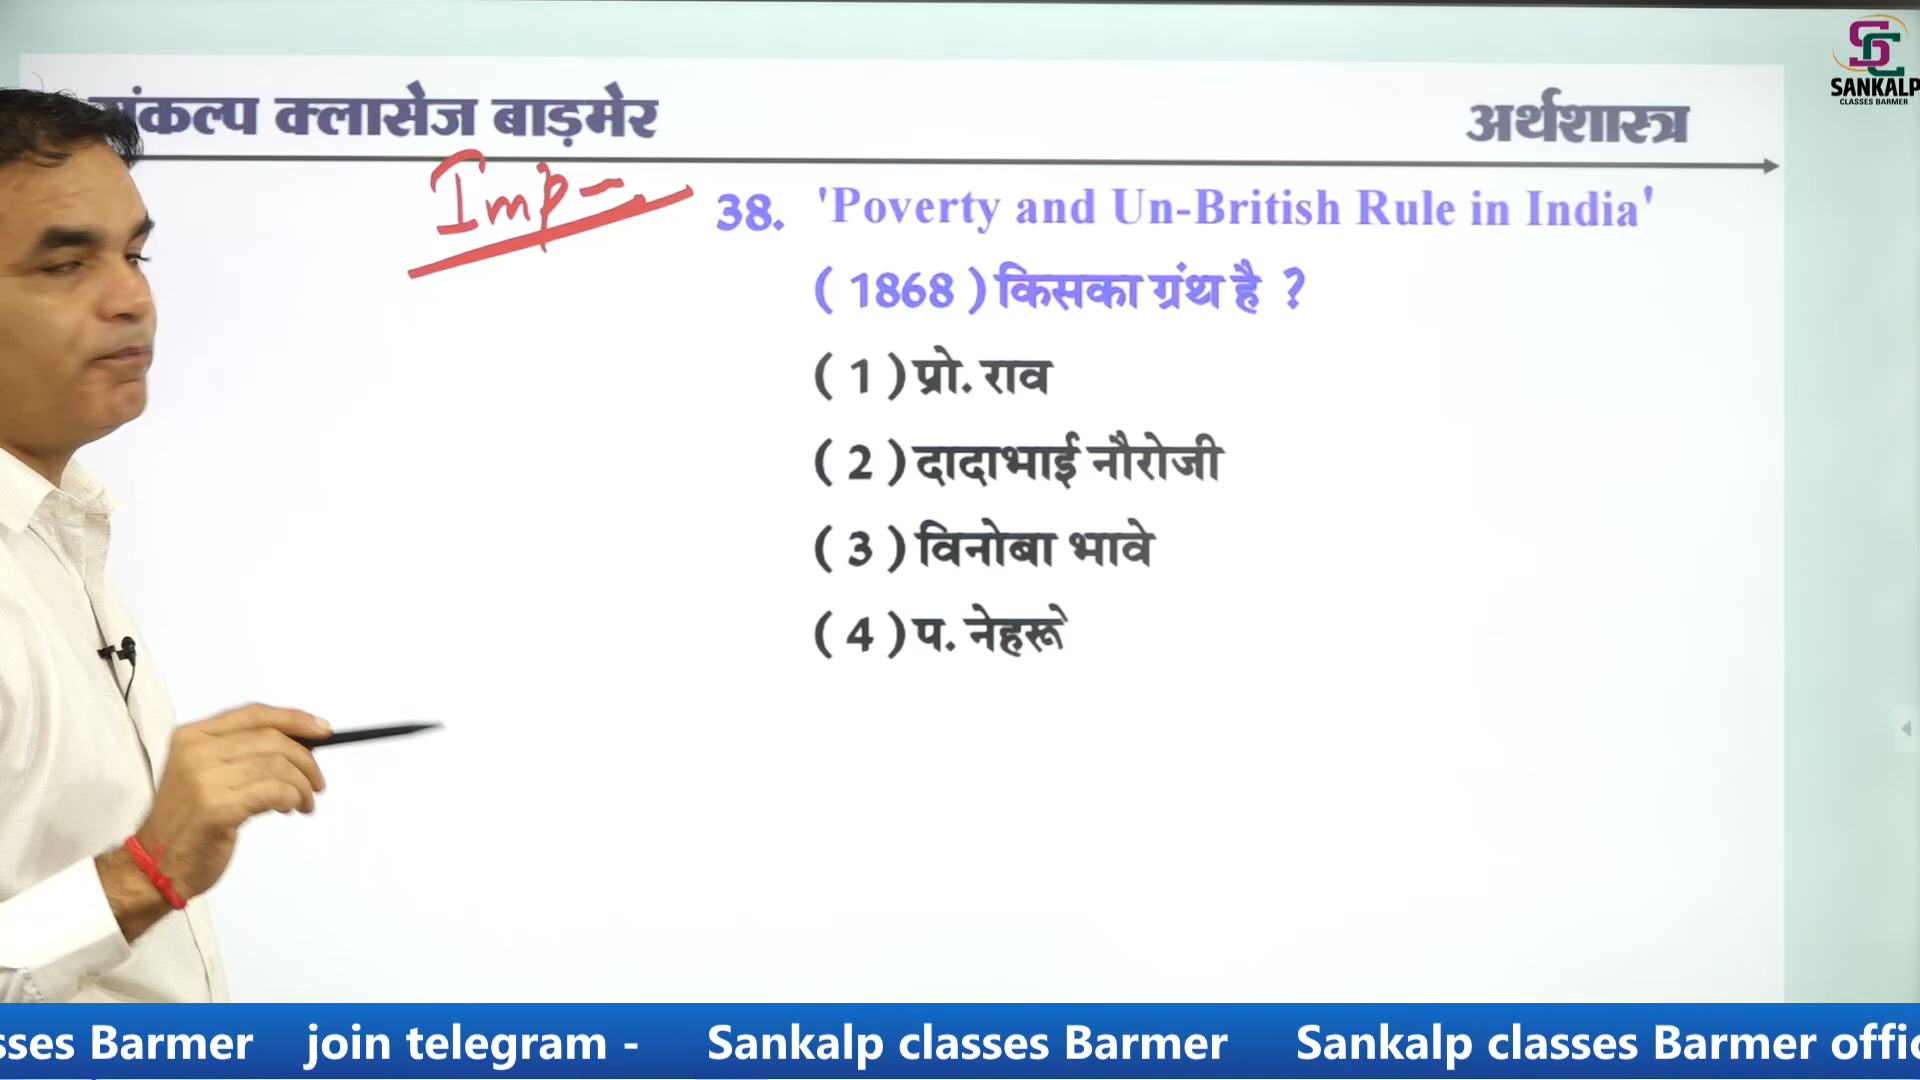 संकल्प क्लासेज बाड़मेर
अर्थशास्त्र
SANKALP
CLASSES BARMER
Imp-
38. 'Poverty and Un-British Rule in India'
( 1868 ) किसका ग्रंथ है ?
( 1 ) प्रो. राव
( 2 ) दादाभाई नौरोजी
( 3 ) विनोबा भावे
( 4 ) प. नेहरू
sses Barmer join telegram - Sankalp classes Barmer Sankalp classes Barmer offic